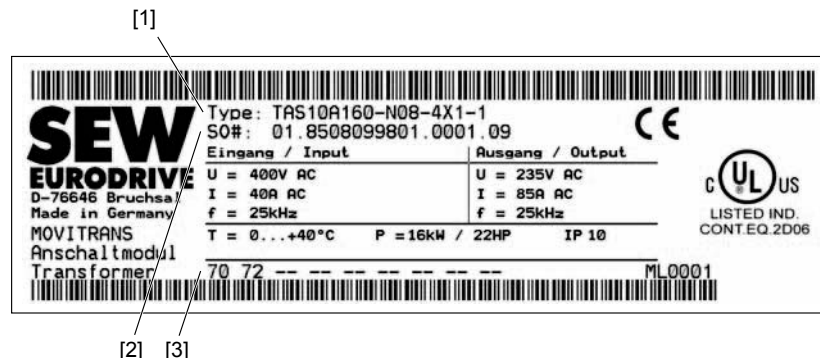 [1]
Type: TAS10A160-N08-4X1-1
SO#: 01.8508099801.0001.09
SEW
EURODRIVE
D-76646 Bruchsal
Made in Germany
MOVITRANS
Anschaltmodul
Transformer
Eingang / Input
Ausgang / Output
U = 400V AC
U = 235V AC
I = 40A AC
I = 85A AC
f = 25kHz
f = 25kHz
T = 0...+40°C P =16kW / 22HP IP 10
70 72 -- -- -- -- -- -- -- --
ML0001
CE
C UL US
LISTED IND.
CONT.EQ.2D06
[2]
[3]